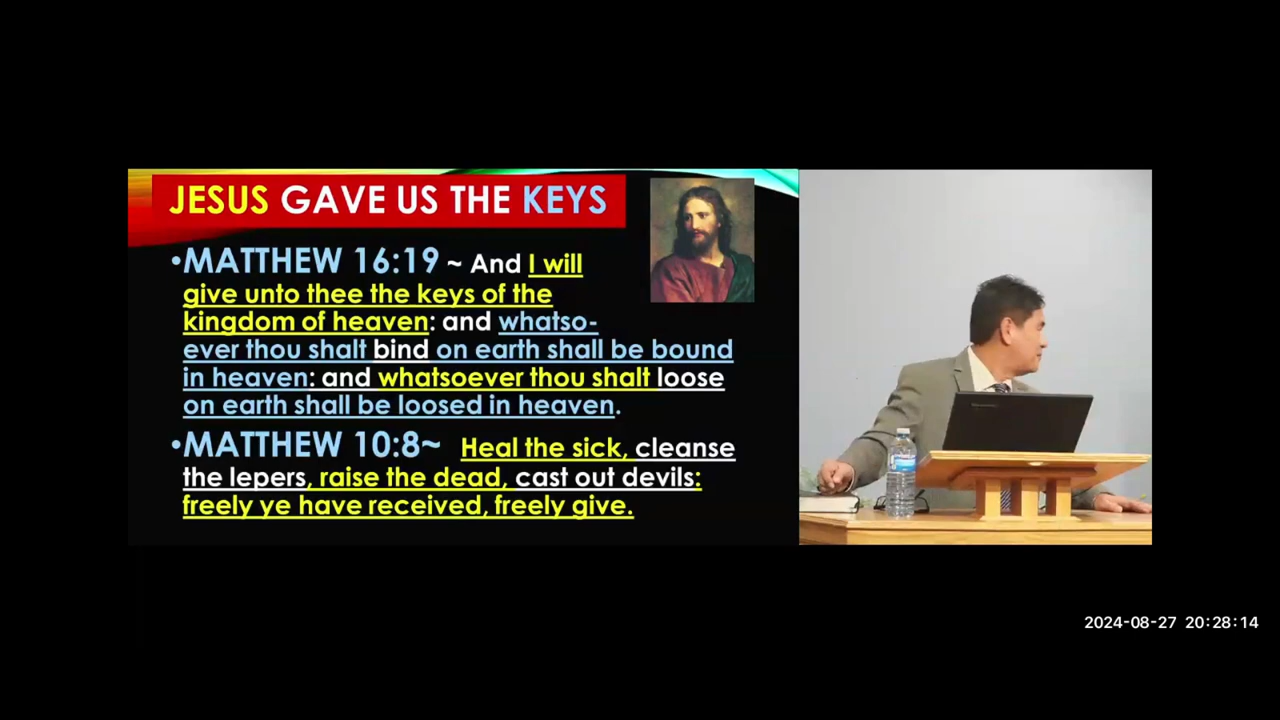 JESUS GAVE US THE KEYS
•MATTHEW 16:19 ~ And I will
give unto thee the keys of the
kingdom of heaven: and whatso-
ever thou shalt bind on earth shall be bound
in heaven: and whatsoever thou shalt loose
on earth shall be loosed in heaven.
•MATTHEW 10:8~ Heal the sick, cleanse
the lepers, raise the dead, cast out devils:
freely ye have received, freely give.
2024-08-27 20:28:14